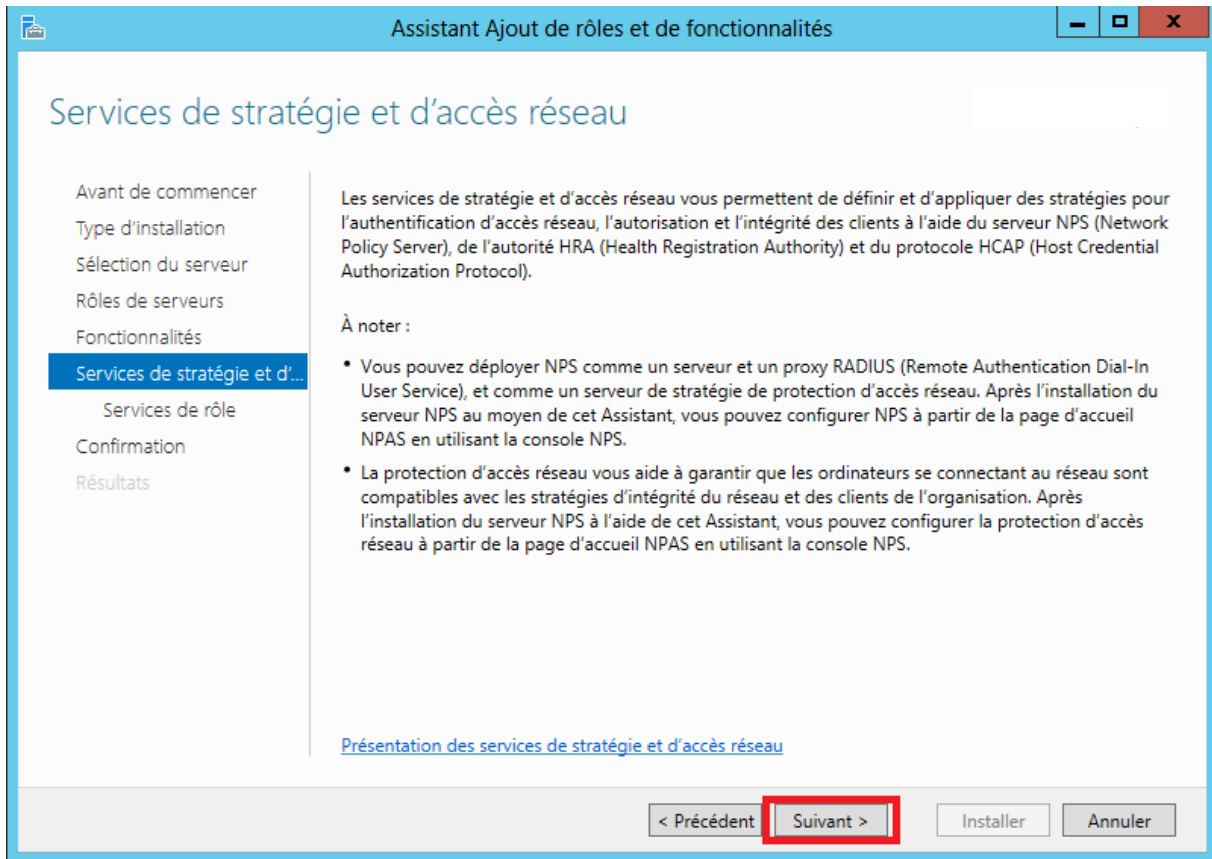 Assistant Ajout de rôles et de fonctionnalités
Services de stratégie et d'accès réseau
Avant de commencer
Type d'installation
Sélection du serveur
Rôles de serveurs
Fonctionnalités
Services de stratégie et d'...
Services de rôle
Confirmation
Résultats
Les services de stratégie et d'accès réseau vous permettent de définir et d'appliquer des stratégies pour
l'authentification d'accès réseau, l'autorisation et l'intégrité des clients à l'aide du serveur NPS (Network
Policy Server), de l'autorité HRA (Health Registration Authority) et du protocole HCAP (Host Credential
Authorization Protocol).
À noter :
• Vous pouvez déployer NPS comme un serveur et un proxy RADIUS (Remote Authentication Dial-In
User Service), et comme un serveur de stratégie de protection d'accès réseau. Après l'installation du
serveur NPS au moyen de cet Assistant, vous pouvez configurer NPS à partir de la page d'accueil
NPAS en utilisant la console NPS.
• La protection d'accès réseau vous aide à garantir que les ordinateurs se connectant au réseau sont
compatibles avec les stratégies d'intégrité du réseau et des clients de l'organisation. Après
l'installation du serveur NPS à l'aide de cet Assistant, vous pouvez configurer la protection d'accès
réseau à partir de la page d'accueil NPAS en utilisant la console NPS.
Présentation des services de stratégie et d'accès réseau
< Précédent
Suivant >
Installer
Annuler